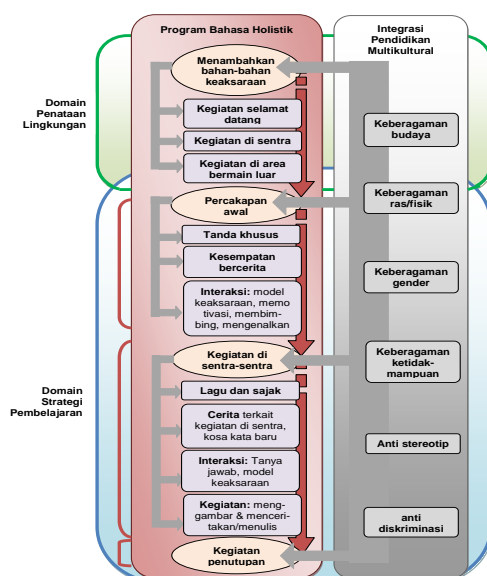 Program Bahasa Holistik
Integrasi
Pendidikan
Multikultural
Domain
Penataan
Lingkungan
Menambahkan
bahan-bahan
keaksaraan
Kegiatan selamat
datang
Kegiatan di sentra
Kegiatan di area
bermain luar
Percakapan
awal
Tanda khusus
Kesempatan
bercerita
Interaksi: model
keaksaraan, memo
tivasi, membim-
bing, mengenalkan
Domain
Strategi
Pembelajaran
Kegiatan di
sentra-sentra
Lagu dan sajak
Cerita terkait
kegiatan di sentra,
kosa kata baru
Interaksi: Tanya
jawab, model
keaksaraan
Kegiatan: meng-
gambar & menceri-
takan/menulis
Kegiatan
penutupan
Keberagaman
budaya
Keberagaman
ras/fisik
Keberagaman
gender
Keberagaman
ketidak-
mampuan
Anti stereotip
anti
diskriminasi